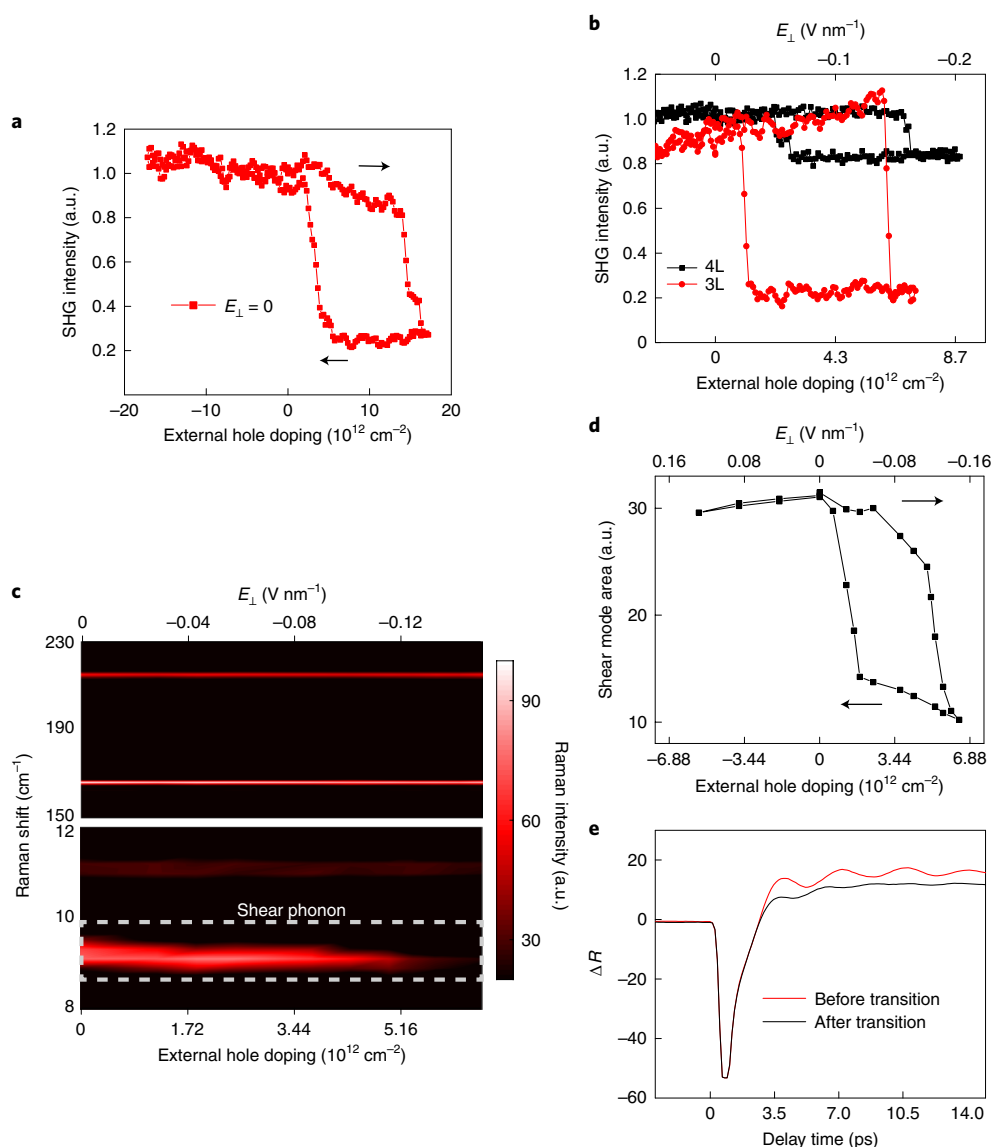 a
SHG intensity (a.u.)
1.2
1.0
0.8
0.6
0.4
0.2
E⊥ = 0
−20
−10
0
10
20
External hole doping (10¹² cm⁻²)
b
E⊥ (V nm⁻¹)
0
−0.1
−0.2
SHG intensity (a.u.)
1.2
1.0
0.8
0.6
0.4
0.2
0
4L
3L
0
4.3
8.7
External hole doping (10¹² cm⁻²)
c
E⊥ (V nm⁻¹)
0
−0.04
−0.08
−0.12
Raman shift (cm⁻¹)
230
190
150
12
10
8
Shear phonon
0
1.72
3.44
5.16
External hole doping (10¹² cm⁻²)
90
60
30
Raman intensity (a.u.)
d
E⊥ (V nm⁻¹)
0.16
0.08
0
−0.08
−0.16
Shear mode area (a.u.)
30
20
10
−6.88
−3.44
0
3.44
6.88
External hole doping (10¹² cm⁻²)
e
ΔR
20
0
−20
−40
−60
Before transition
After transition
0
3.5
7.0
10.5
14.0
Delay time (ps)